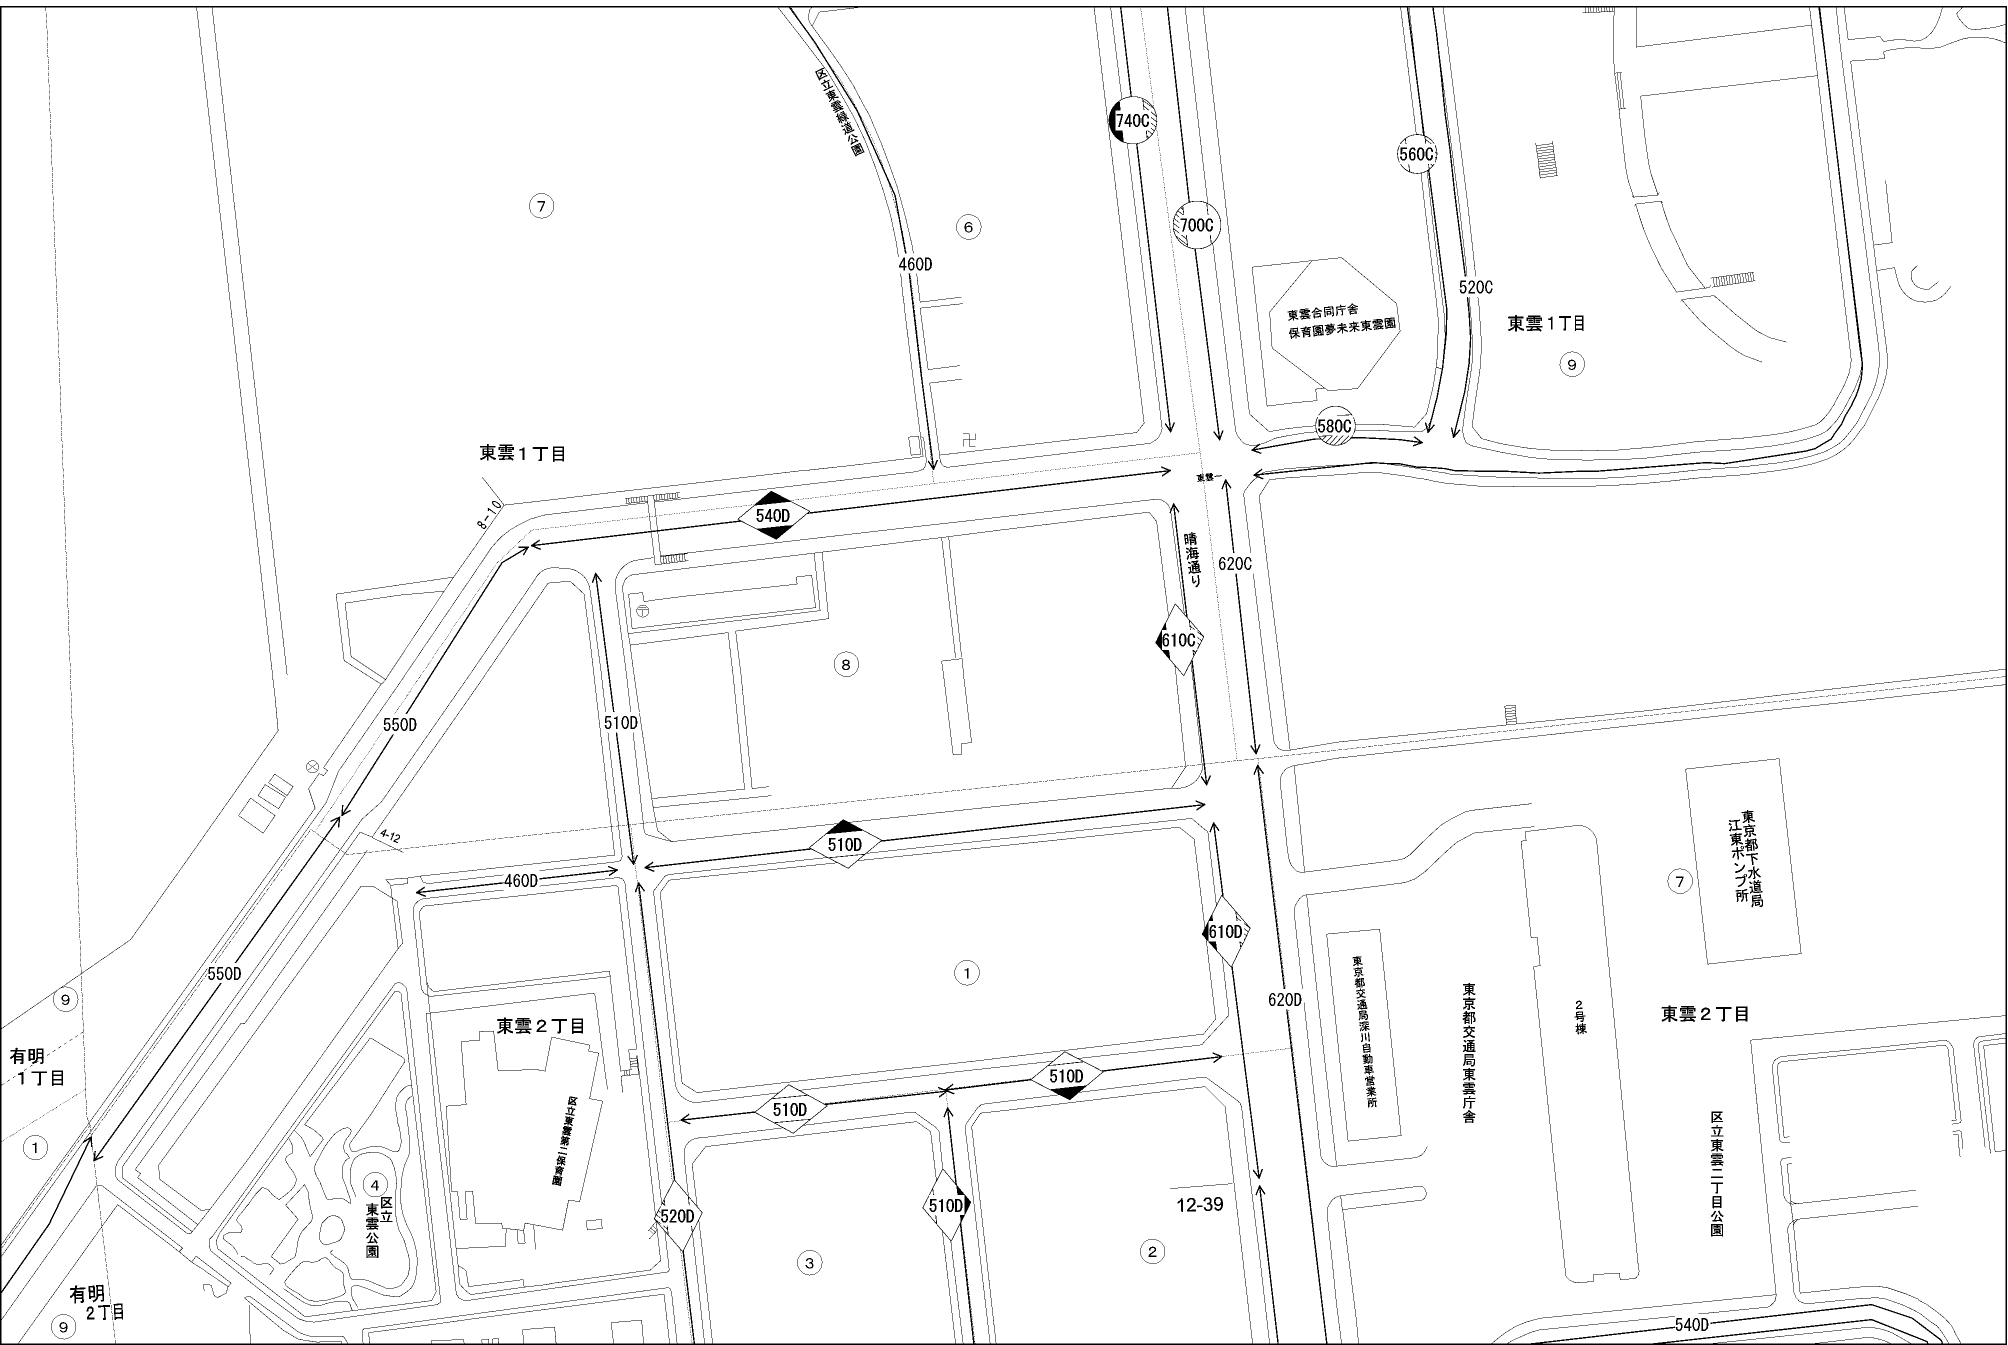 740C
区立東雲緑道公園
560C
7
6
700C
460D
520C
東雲合同庁舎
保育園夢未来東雲園
東雲1丁目
9
580C
東雲1丁目
東雲一
8-10
540D
晴海通り
620C
610C
8
550D
510D
4-12
510D
460D
東京都下水道局
江東ポンプ所
7
610D
550D
1
620D
9
東京都交通局深川自動車営業所
東京都交通局東雲庁舎
2号棟
東雲2丁目
東雲2丁目
有明
1丁目
510D
510D
区立東雲第二保育園
区立東雲二丁目公園
1
4
区立
東雲公園
520D
510D
12-39
3
2
有明
2丁目
9
540D